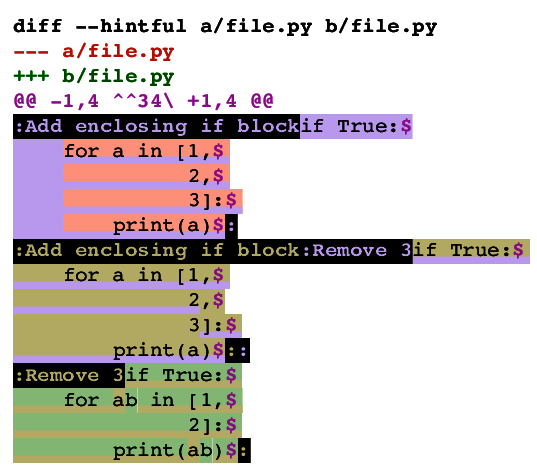 diff --hintful a/file.py b/file.py
--- a/file.py
+++ b/file.py
@@ -1,4 ^^34\ +1,4 @@
:Add enclosing if blockif True:$
    for a in [1,$
              2,$
              3]:$
        print(a)$:
:Add enclosing if block:Remove 3if True:$
    for a in [1,$
              2,$
              3]:$
        print(a)$::
:Remove 3if True:$
    for ab in [1,$
              2]:$
        print(ab)$: